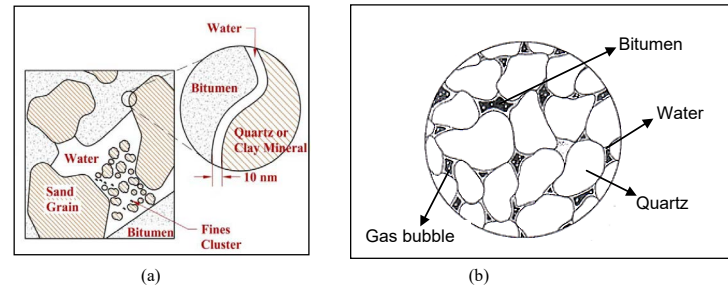 Water
Bitumen
Quartz or
Clay Mineral
10 nm
Water
Sand
Grain
Bitumen
Fines
Cluster
(a)
Bitumen
Water
Quartz
Gas bubble
(b)